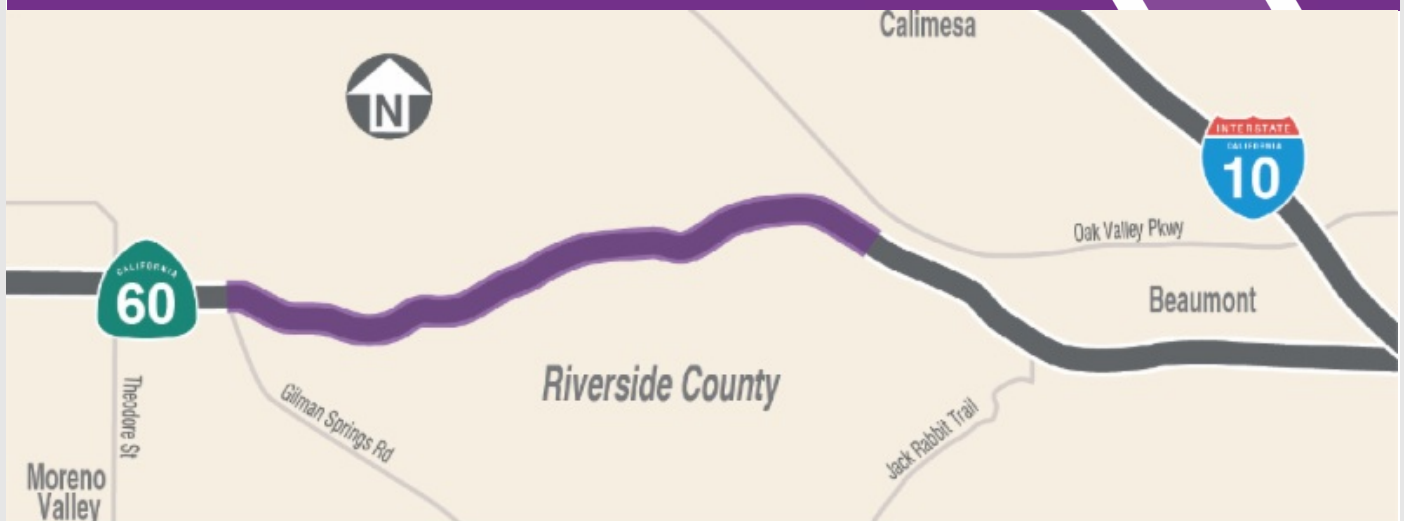 Calimesa
N
INTERSTATE
CALIFORNIA
10
Oak Valley Pkwy
CALIFORNIA
60
Beaumont
Riverside County
Theodore St
Gilman Springs Rd
Jack Rabbit Trail
Moreno
Valley